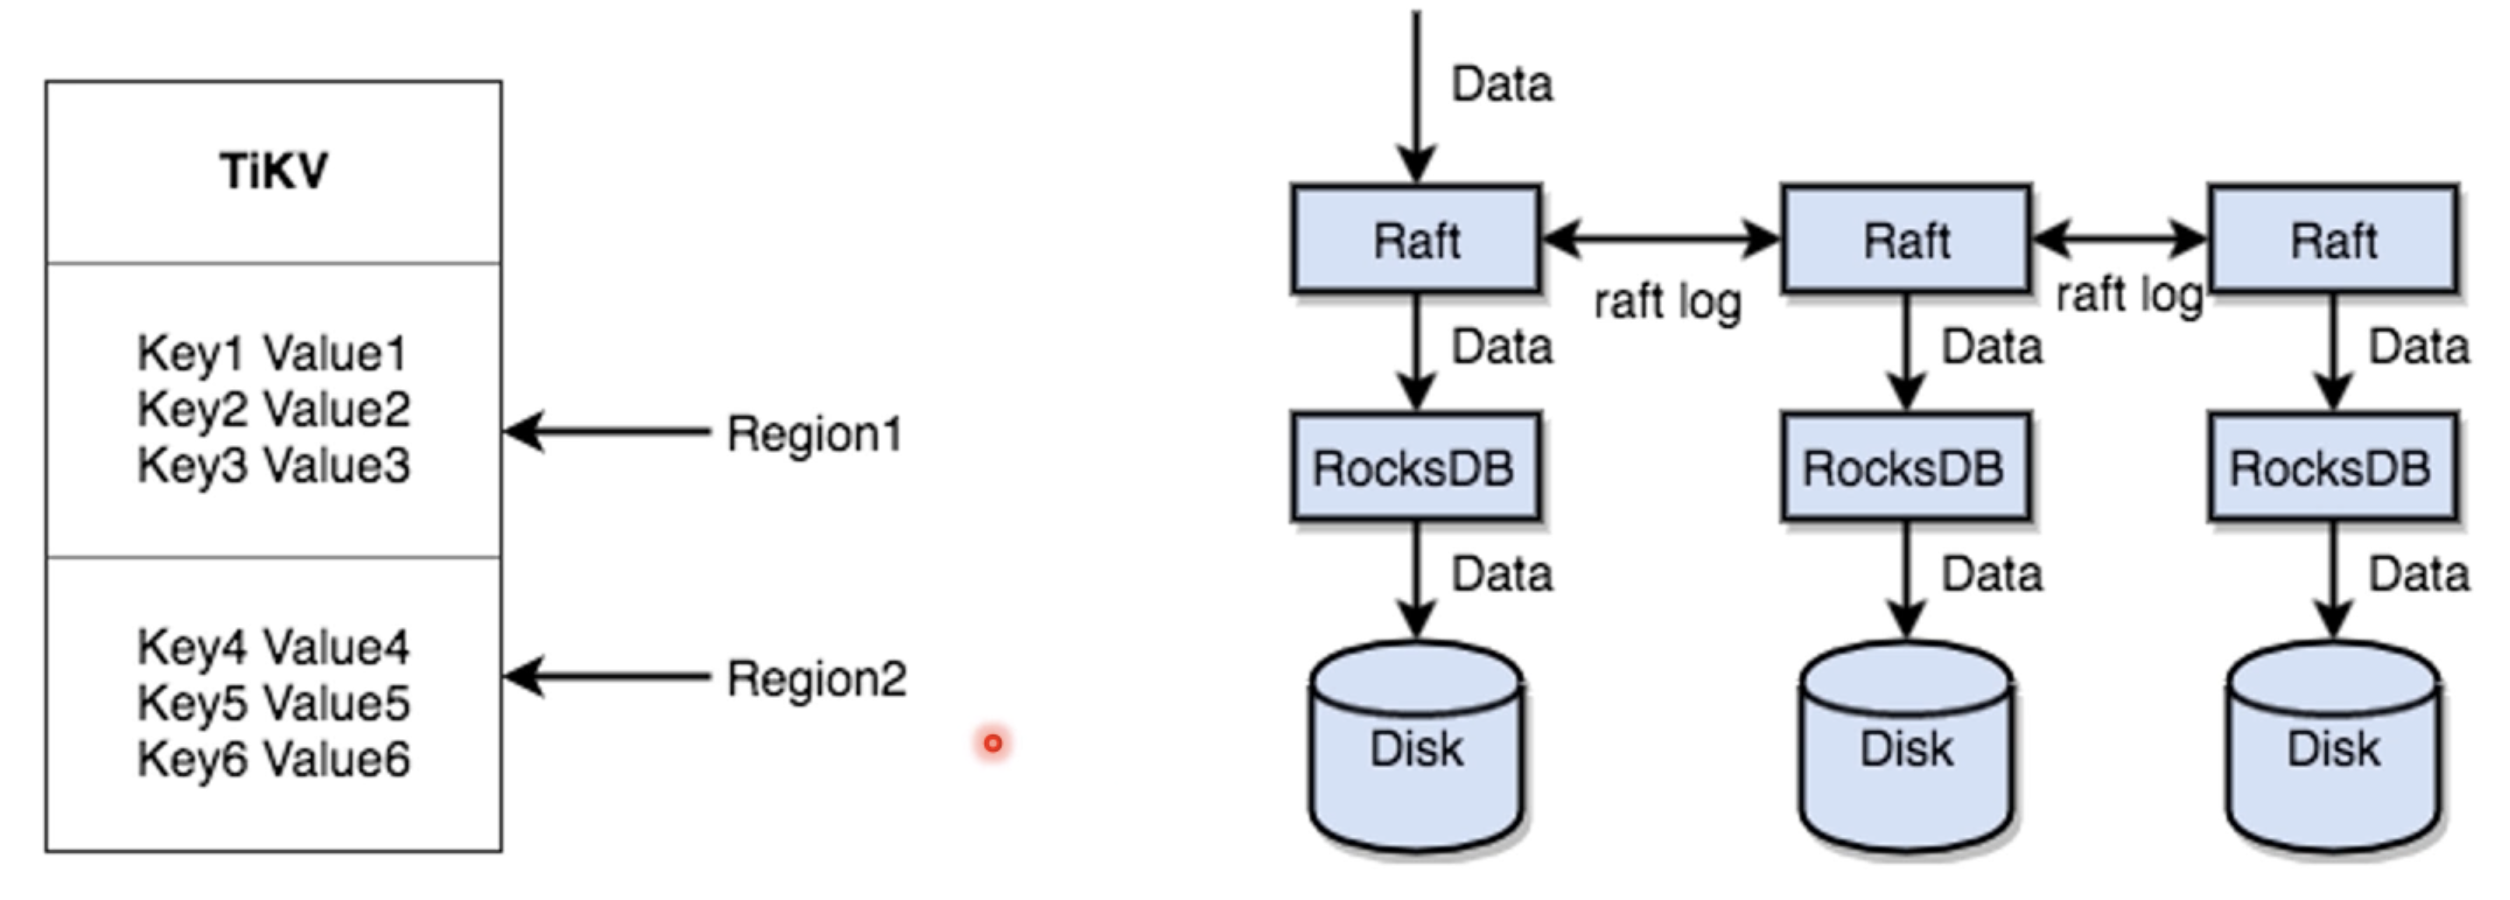 TiKV
Key1 Value1
Key2 Value2
Key3 Value3
Region1
Key4 Value4
Key5 Value5
Key6 Value6
Region2
Data
Raft
raft log
Raft
raft log
Raft
Data
Data
Data
RocksDB
RocksDB
RocksDB
Data
Data
Data
Disk
Disk
Disk